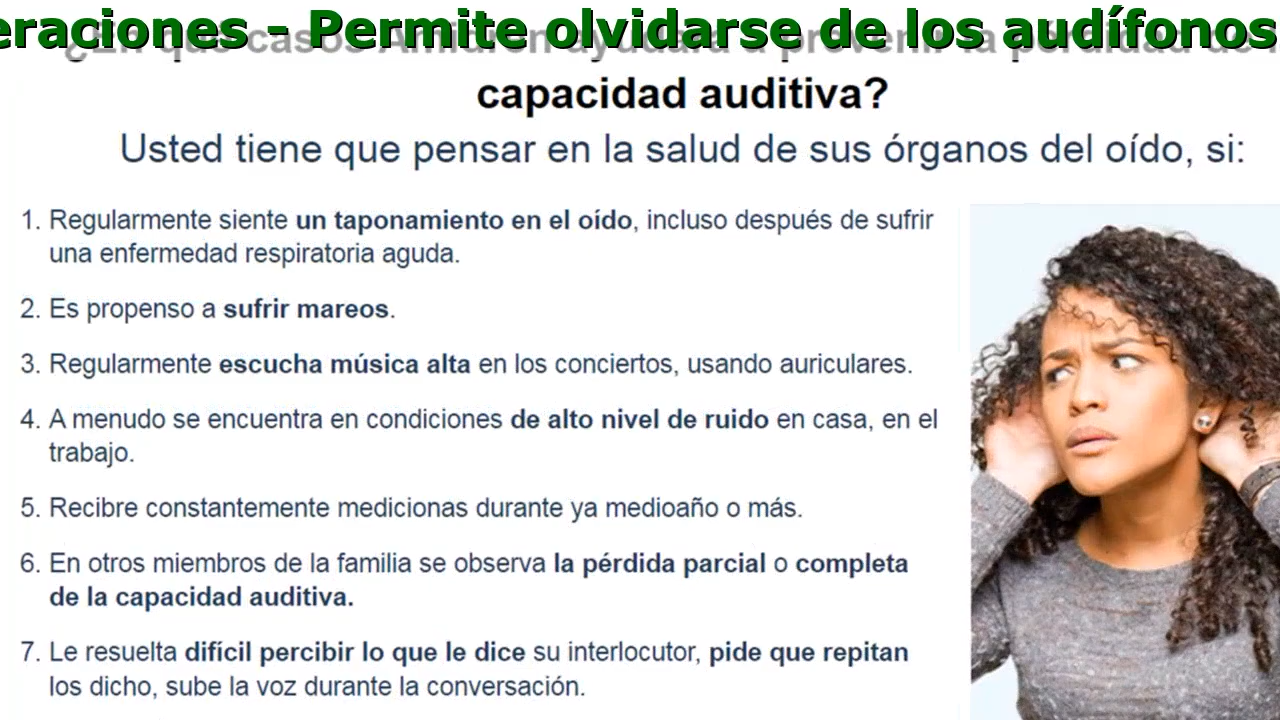 eraciones - Permite olvidarse de los audífonos
capacidad auditiva?
Usted tiene que pensar en la salud de sus órganos del oído, si:
1. Regularmente siente un taponamiento en el oído, incluso después de sufrir
una enfermedad respiratoria aguda.
2. Es propenso a sufrir mareos.
3. Regularmente escucha música alta en los conciertos, usando auriculares.
4. A menudo se encuentra en condiciones de alto nivel de ruido en casa, en el
trabajo.
5. Recibre constantemente medicionas durante ya medioaño o más.
6. En otros miembros de la familia se observa la pérdida parcial o completa
de la capacidad auditiva.
7. Le resuelta difícil percibir lo que le dice su interlocutor, pide que repitan
los dicho, sube la voz durante la conversación.